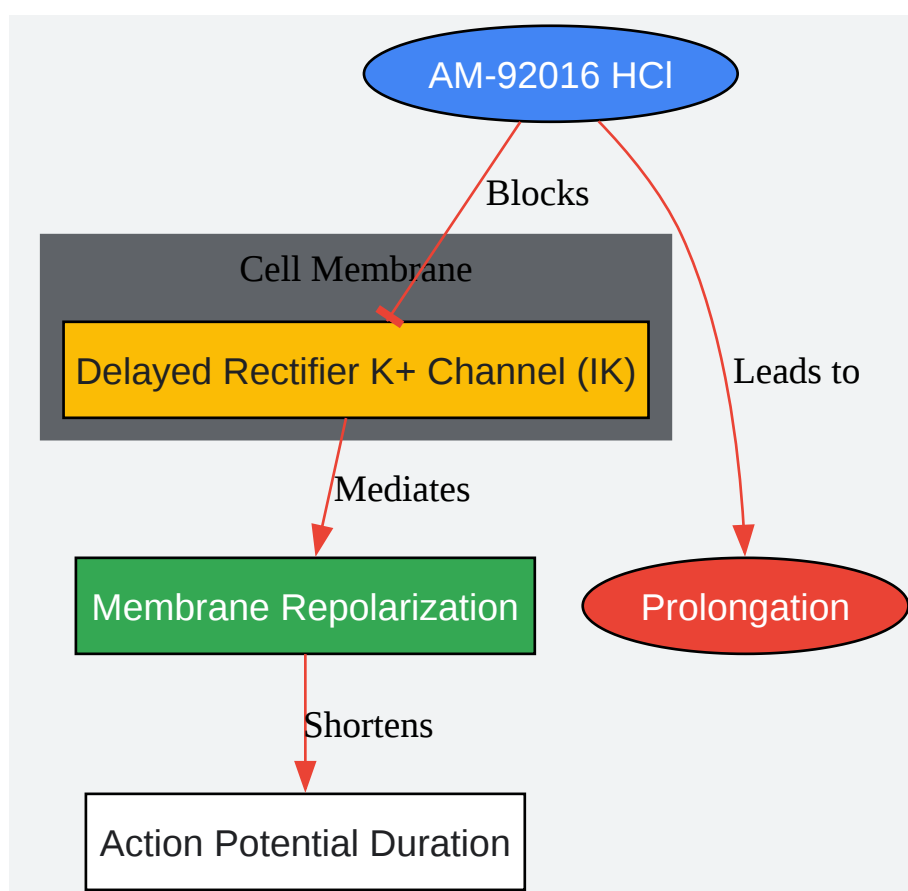 AM-92016 HCl
Blocks
Cell Membrane
Delayed Rectifier K+ Channel (IK)
Leads to
Mediates
Membrane Repolarization
Prolongation
Shortens
Action Potential Duration